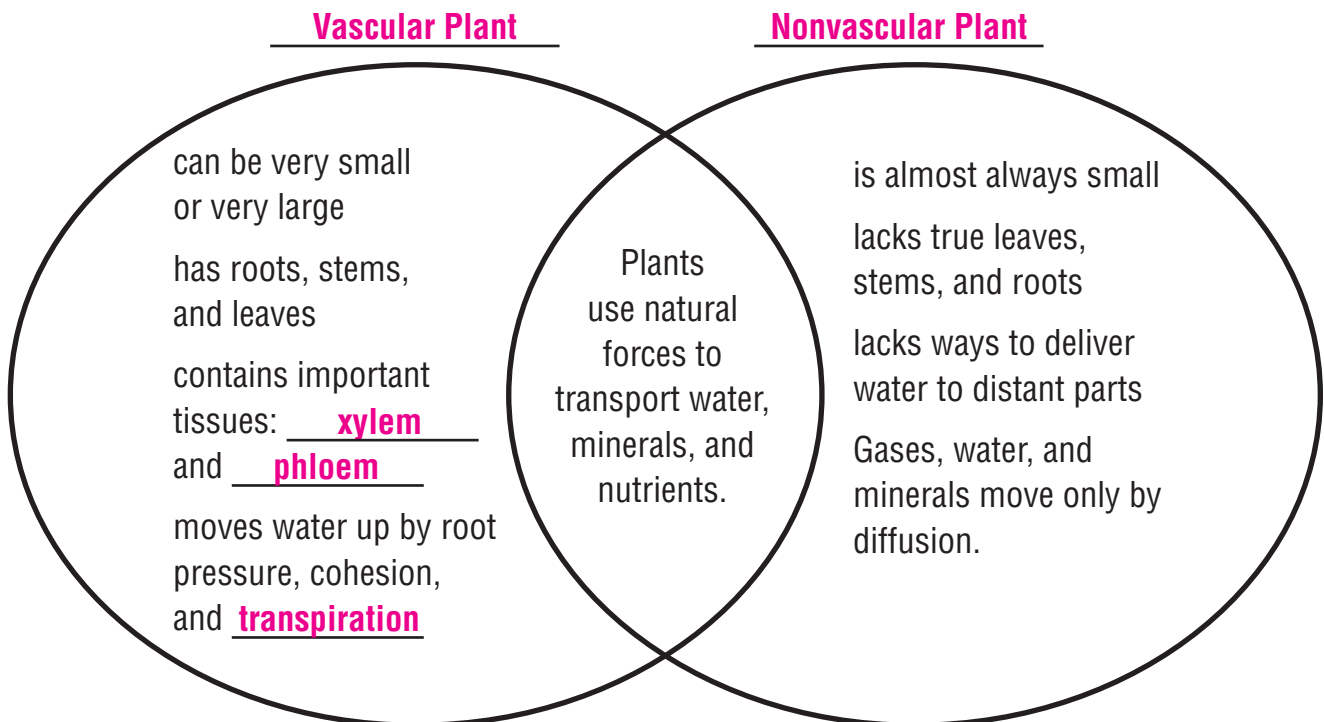 Vascular Plant
Nonvascular Plant
can be very small
or very large
has roots, stems,
and leaves
contains important
tissues: xylem
and phloem
moves water up by root
pressure, cohesion,
and transpiration
Plants
use natural
forces to
transport water,
minerals, and
nutrients.
is almost always small
lacks true leaves,
stems, and roots
lacks ways to deliver
water to distant parts
Gases, water, and
minerals move only by
diffusion.